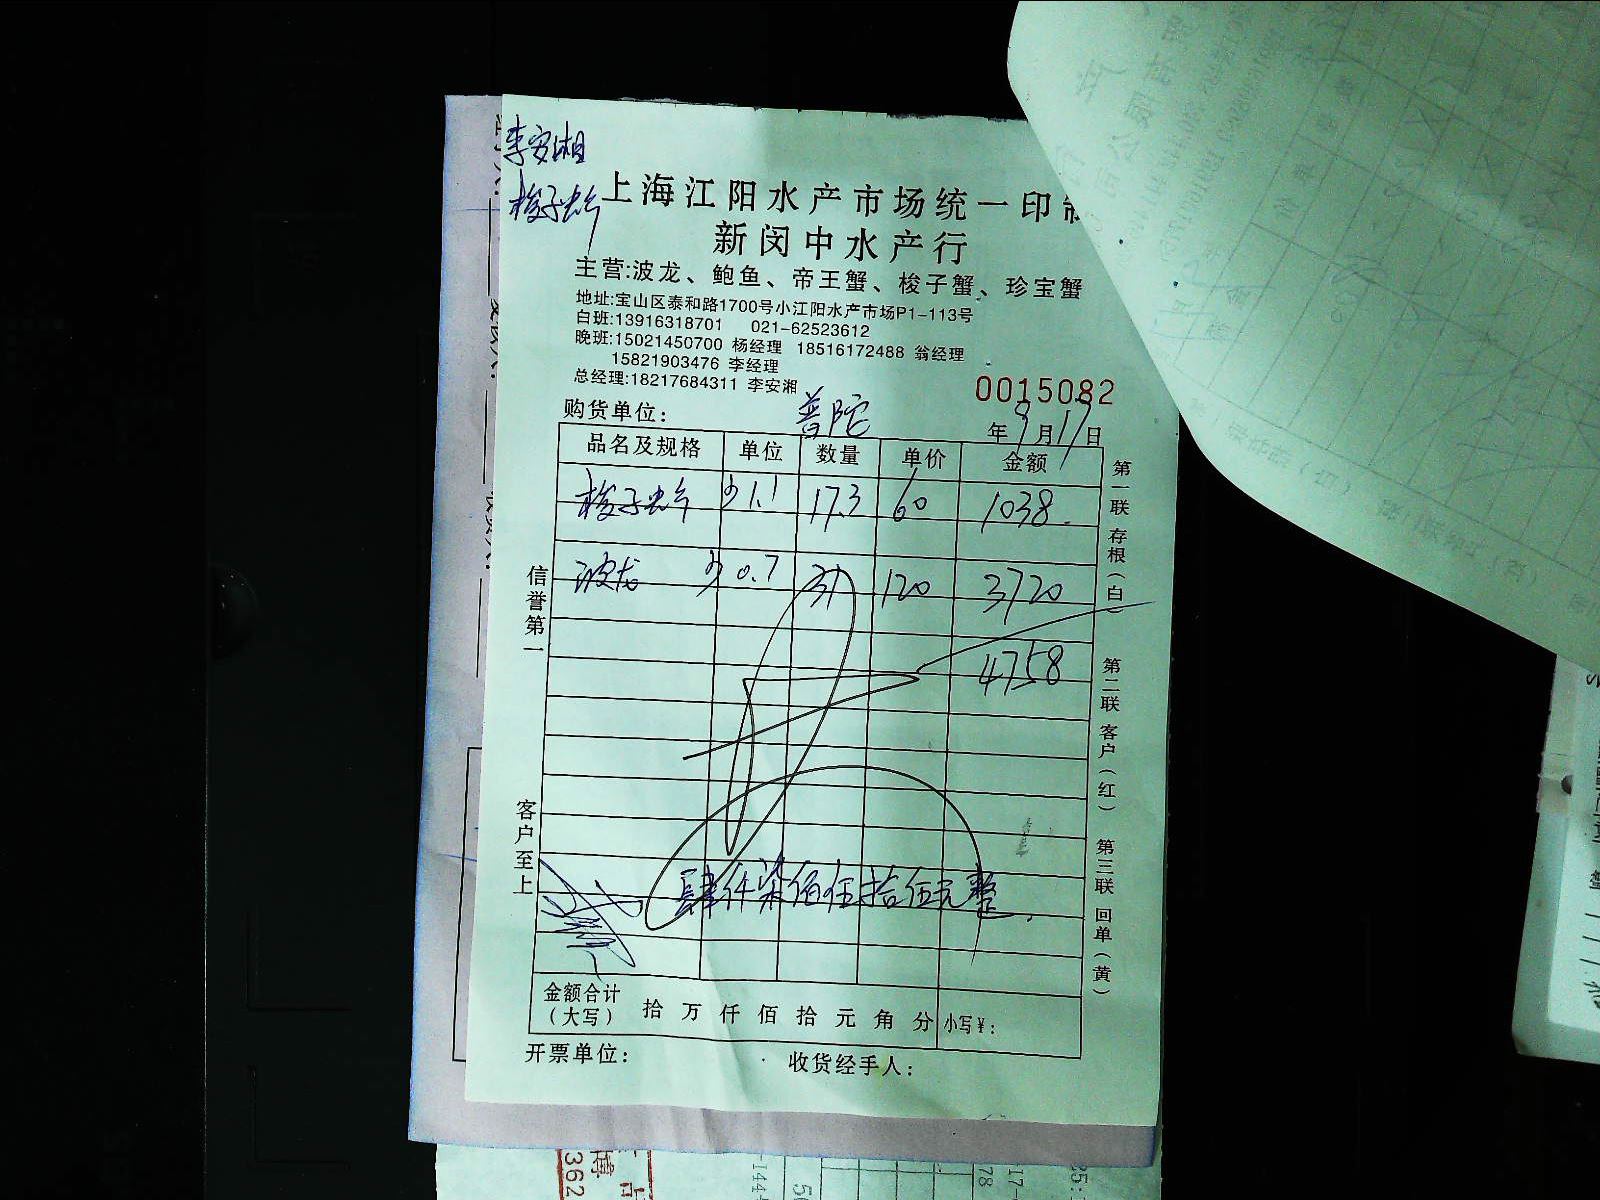 李安湘
梭子蟹
上海江阳水产市场统一印制
新闵中水产行
主营:波龙、鲍鱼、帝王蟹、梭子蟹、珍宝蟹
地址:宝山区泰和路1700号小江阳水产市场P1-113号
白班:13916318701 021-62523612
晚班:15021450700 杨经理 18516172488 翁经理
15821903476 李经理
总经理:18217684311 李安湘
0015082
购货单位: 普陀 年9月17日
品名及规格 单位 数量 单价 金额
梭子蟹 1.1 17.3 60 1038.
波龙 0.7 31 120 3720
4758
肆仟柒佰伍拾伍元整.
金额合计(大写) 拾 万 仟 佰 拾 元 角 分 小写¥:
开票单位: 收货经手人:
信誉第一
客户至上
第一联 存根(白)
第二联 客户(红)
第三联 回单(黄)
362